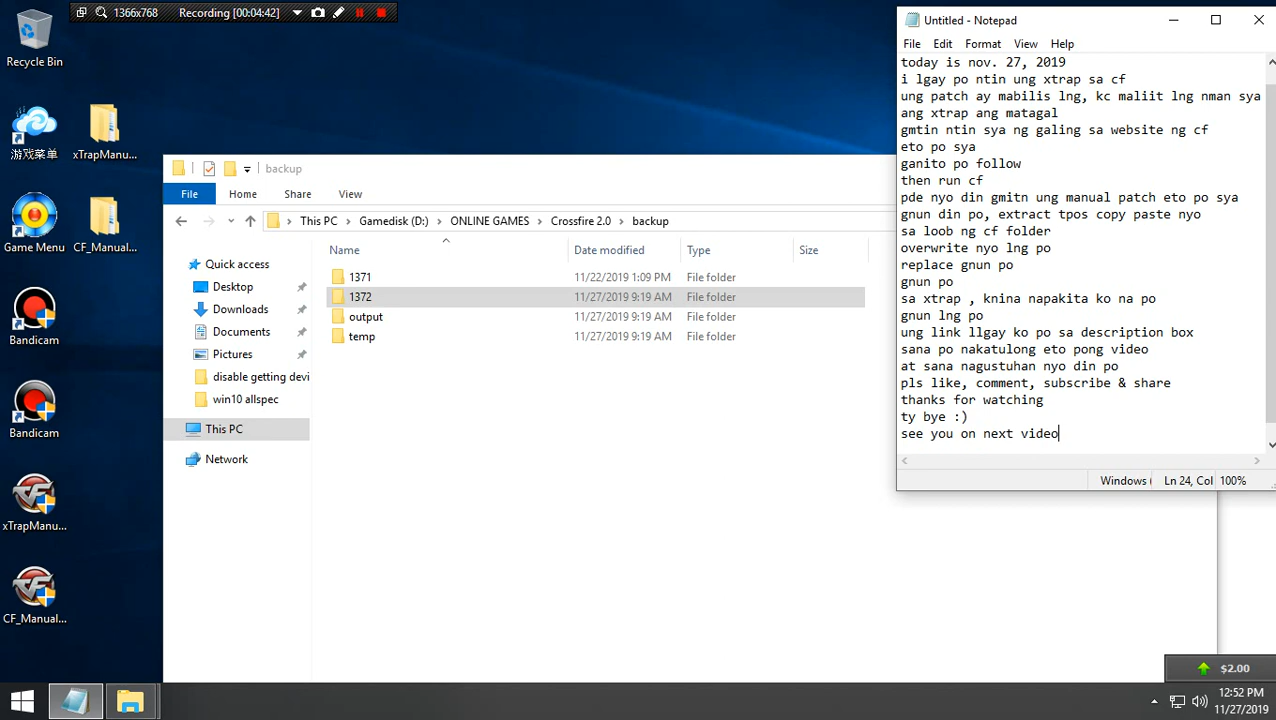 1366x768
Recording [00:04:42]
Recycle Bin
游戏菜单
xTrapManu...
Game Menu
CF_Manual...
Bandicam
Bandicam
xTrapManu...
CF_Manual...
backup
File
Home
Share
View
This PC
Gamedisk (D:)
ONLINE GAMES
Crossfire 2.0
backup
Name
Date modified
Type
Size
Quick access
Desktop
Downloads
Documents
Pictures
disable getting devi
win10 allspec
This PC
Network
1371 11/22/2019 1:09 PM File folder
1372 11/27/2019 9:19 AM File folder
output 11/27/2019 9:19 AM File folder
temp 11/27/2019 9:19 AM File folder
Untitled - Notepad
File Edit Format View Help
today is nov. 27, 2019
i lgay po ntin ung xtrap sa cf
ung patch ay mabilis lng, kc maliit lng nman sya
ang xtrap ang matagal
gmtin ntin sya ng galing sa website ng cf
eto po sya
ganito po follow
then run cf
pde nyo din gmitn ung manual patch eto po sya
gnun din po, extract tpos copy paste nyo
sa loob ng cf folder
overwrite nyo lng po
replace gnun po
gnun po
sa xtrap , knina napakita ko na po
gnun lng po
ung link llgay ko po sa description box
sana po nakatulong eto pong video
at sana nagustuhan nyo din po
pls like, comment, subscribe & share
thanks for watching
ty bye :)
see you on next video
Windows (
Ln 24, Col
100%
$2.00
12:52 PM
11/27/2019